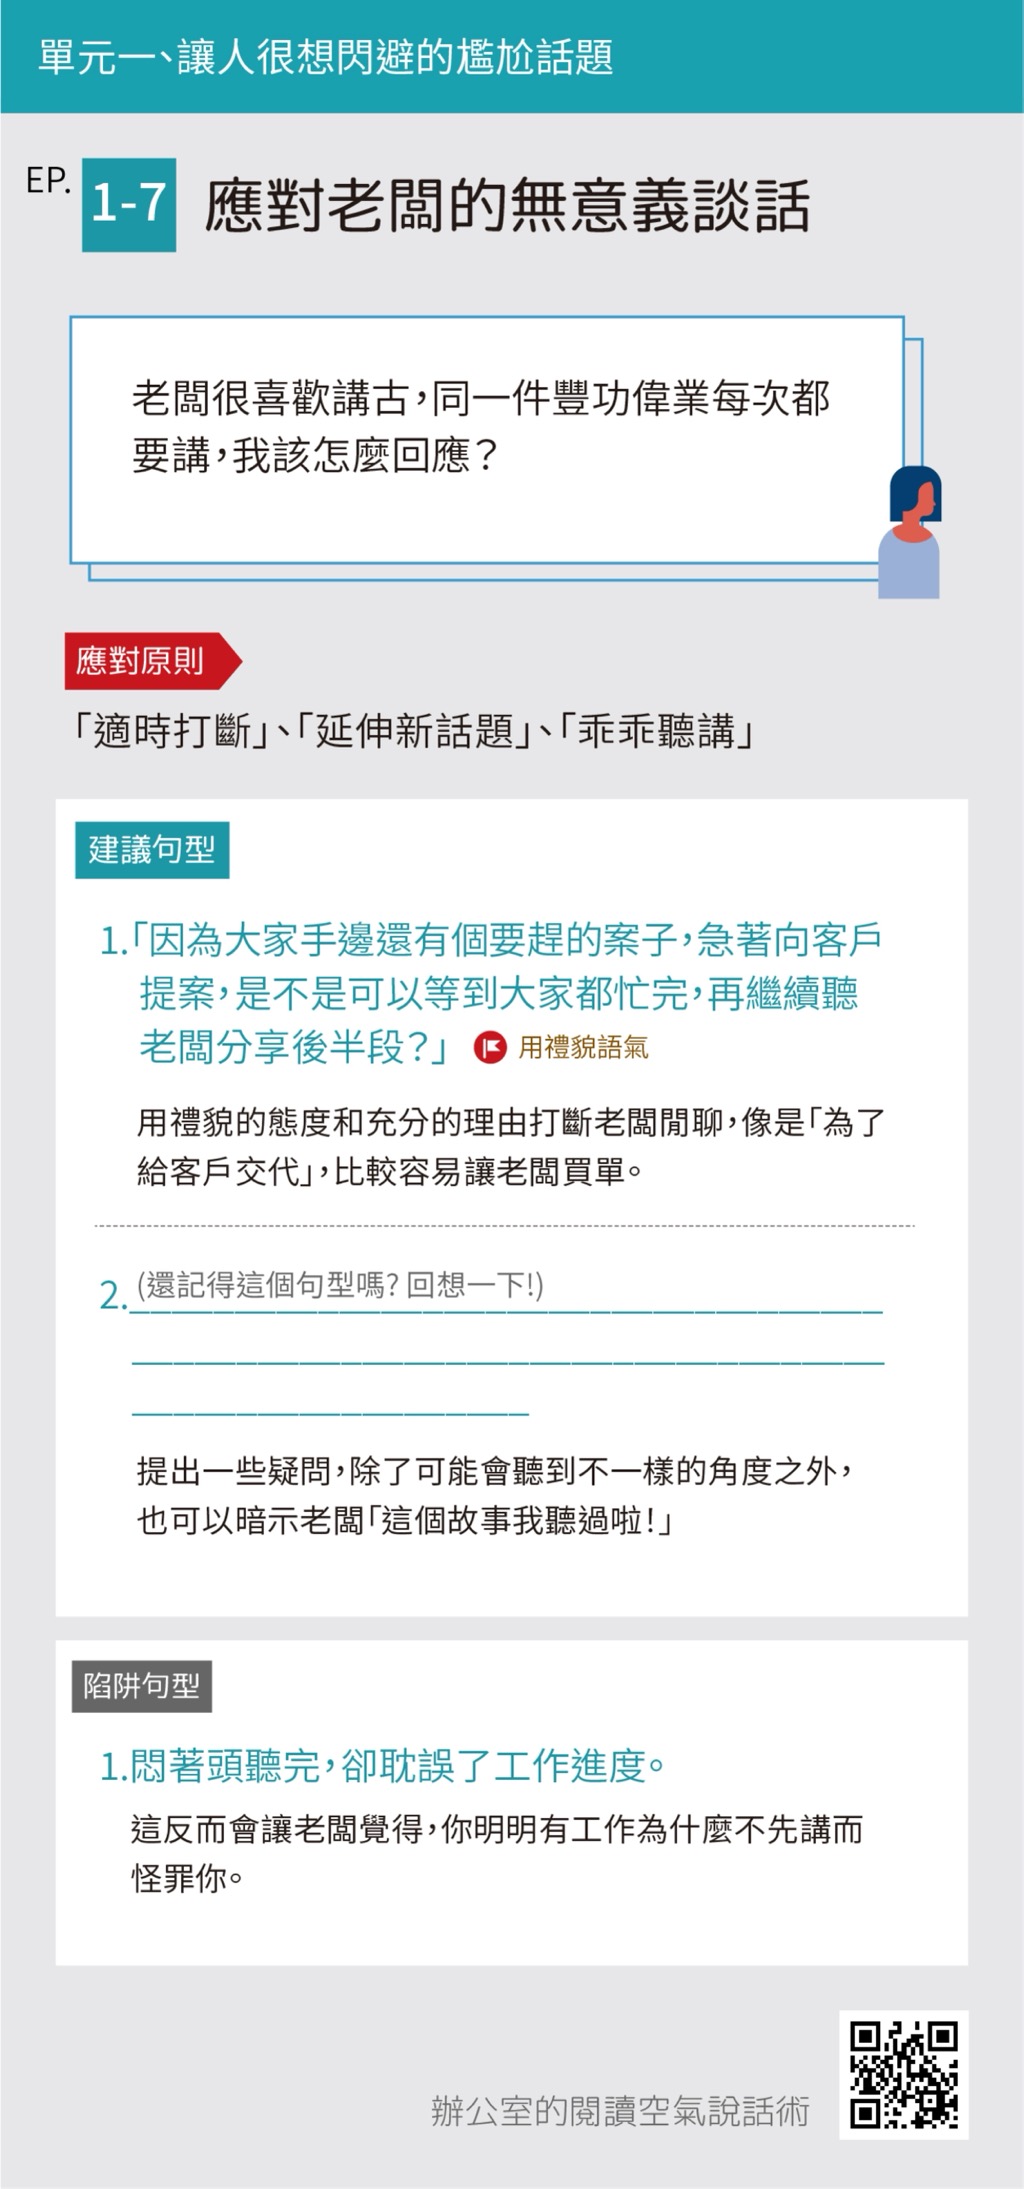 單元一、讓人很想閃避的尷尬話題
EP. 1-7 應對老闆的無意義談話
老闆很喜歡講古,同一件豐功偉業每次都
要講,我該怎麼回應?
應對原則
「適時打斷」、「延伸新話題」、「乖乖聽講」
建議句型
1.「因為大家手邊還有個要趕的案子,急著向客戶
提案,是不是可以等到大家都忙完,再繼續聽
老闆分享後半段?」 用禮貌語氣
用禮貌的態度和充分的理由打斷老闆閒聊,像是「為了
給客戶交代」,比較容易讓老闆買單。
2. (還記得這個句型嗎? 回想一下!)
提出一些疑問,除了可能會聽到不一樣的角度之外,
也可以暗示老闆「這個故事我聽過啦!」
陷阱句型
1.悶著頭聽完,卻耽誤了工作進度。
這反而會讓老闆覺得,你明明有工作為什麼不先講而
怪罪你。
辦公室的閱讀空氣說話術